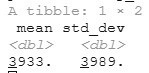 A tibble: 1 × 2
mean std_dev
<dbl> <dbl>
3933. 3989.